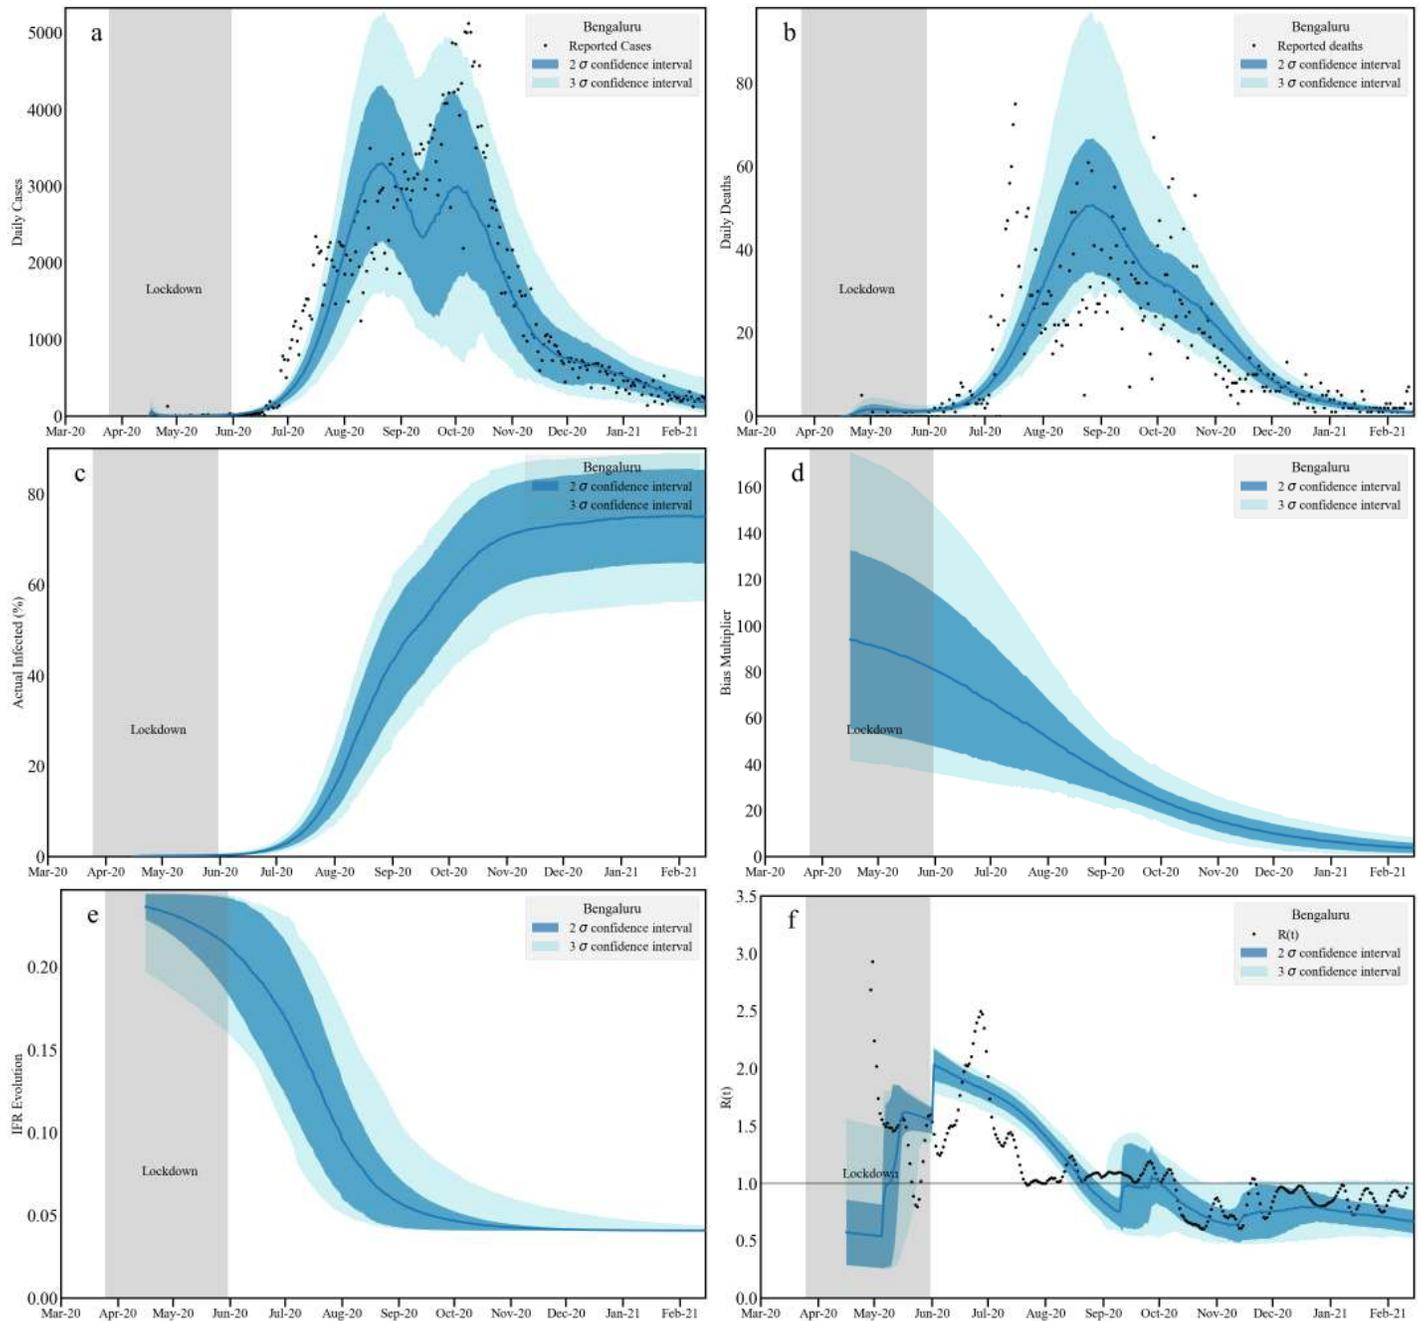 a
Bengaluru
Reported Cases
2 σ confidence interval
3 σ confidence interval
Daily Cases
5000
4000
3000
2000
1000
0
Lockdown
Mar-20 Apr-20 May-20 Jun-20 Jul-20 Aug-20 Sep-20 Oct-20 Nov-20 Dec-20 Jan-21 Feb-21
b
Bengaluru
Reported deaths
2 σ confidence interval
3 σ confidence interval
Daily Deaths
80
60
40
20
0
Lockdown
Mar-20 Apr-20 May-20 Jun-20 Jul-20 Aug-20 Sep-20 Oct-20 Nov-20 Dec-20 Jan-21 Feb-21
c
Bengaluru
2 σ confidence interval
3 σ confidence interval
Actual Infected (%)
80
60
40
20
0
Lockdown
Mar-20 Apr-20 May-20 Jun-20 Jul-20 Aug-20 Sep-20 Oct-20 Nov-20 Dec-20 Jan-21 Feb-21
d
Bengaluru
2 σ confidence interval
3 σ confidence interval
Bias Multiplier
160
140
120
100
80
60
40
20
0
Lockdown
Mar-20 Apr-20 May-20 Jun-20 Jul-20 Aug-20 Sep-20 Oct-20 Nov-20 Dec-20 Jan-21 Feb-21
e
Bengaluru
2 σ confidence interval
3 σ confidence interval
IFR Evolution
0.20
0.15
0.10
0.05
0.00
Lockdown
Mar-20 Apr-20 May-20 Jun-20 Jul-20 Aug-20 Sep-20 Oct-20 Nov-20 Dec-20 Jan-21 Feb-21
f
Bengaluru
R(t)
2 σ confidence interval
3 σ confidence interval
R(t)
3.5
3.0
2.5
2.0
1.5
1.0
0.5
0.0
Lockdown
Mar-20 Apr-20 May-20 Jun-20 Jul-20 Aug-20 Sep-20 Oct-20 Nov-20 Dec-20 Jan-21 Feb-21